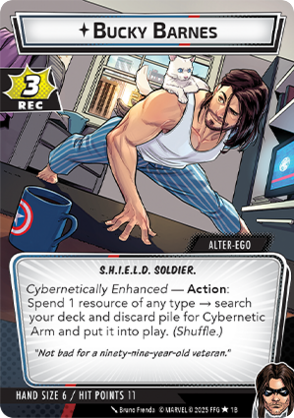 ✦ BUCKY BARNES
3
REC
ALTER-EGO
S.H.I.E.L.D. SOLDIER.
Cybernetically Enhanced — Action:
Spend 1 resource of any type → search
your deck and discard pile for Cybernetic
Arm and put it into play. (Shuffle.)
"Not bad for a ninety-nine-year-old veteran."
HAND SIZE 6 / HIT POINTS 11
Bruno Frenda © MARVEL © 2025 FFG ★ 1B